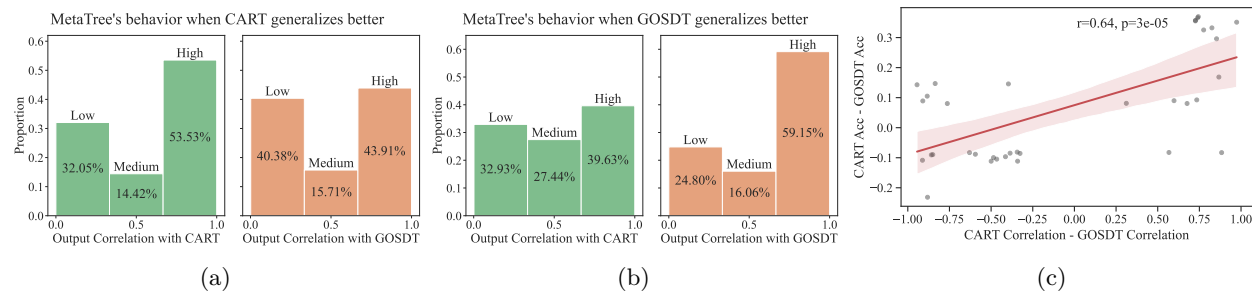 MetaTree's behavior when CART generalizes better
Proportion
0.6
0.5
0.4
0.3
0.2
0.1
0.0
Low
32.05%
Medium
14.42%
High
53.53%
0.0 0.5 1.0
Output Correlation with CART
Low
40.38%
Medium
15.71%
High
43.91%
0.0 0.5 1.0
Output Correlation with GOSDT
(a)
MetaTree's behavior when GOSDT generalizes better
Proportion
0.6
0.5
0.4
0.3
0.2
0.1
0.0
Low
32.93%
Medium
27.44%
High
39.63%
0.0 0.5 1.0
Output Correlation with CART
Low
24.80%
Medium
16.06%
High
59.15%
0.0 0.5 1.0
Output Correlation with GOSDT
(b)
r=0.64, p=3e-05
CART Acc - GOSDT Acc
0.3
0.2
0.1
0.0
−0.1
−0.2
−1.00 −0.75 −0.50 −0.25 0.00 0.25 0.50 0.75 1.00
CART Correlation - GOSDT Correlation
(c)